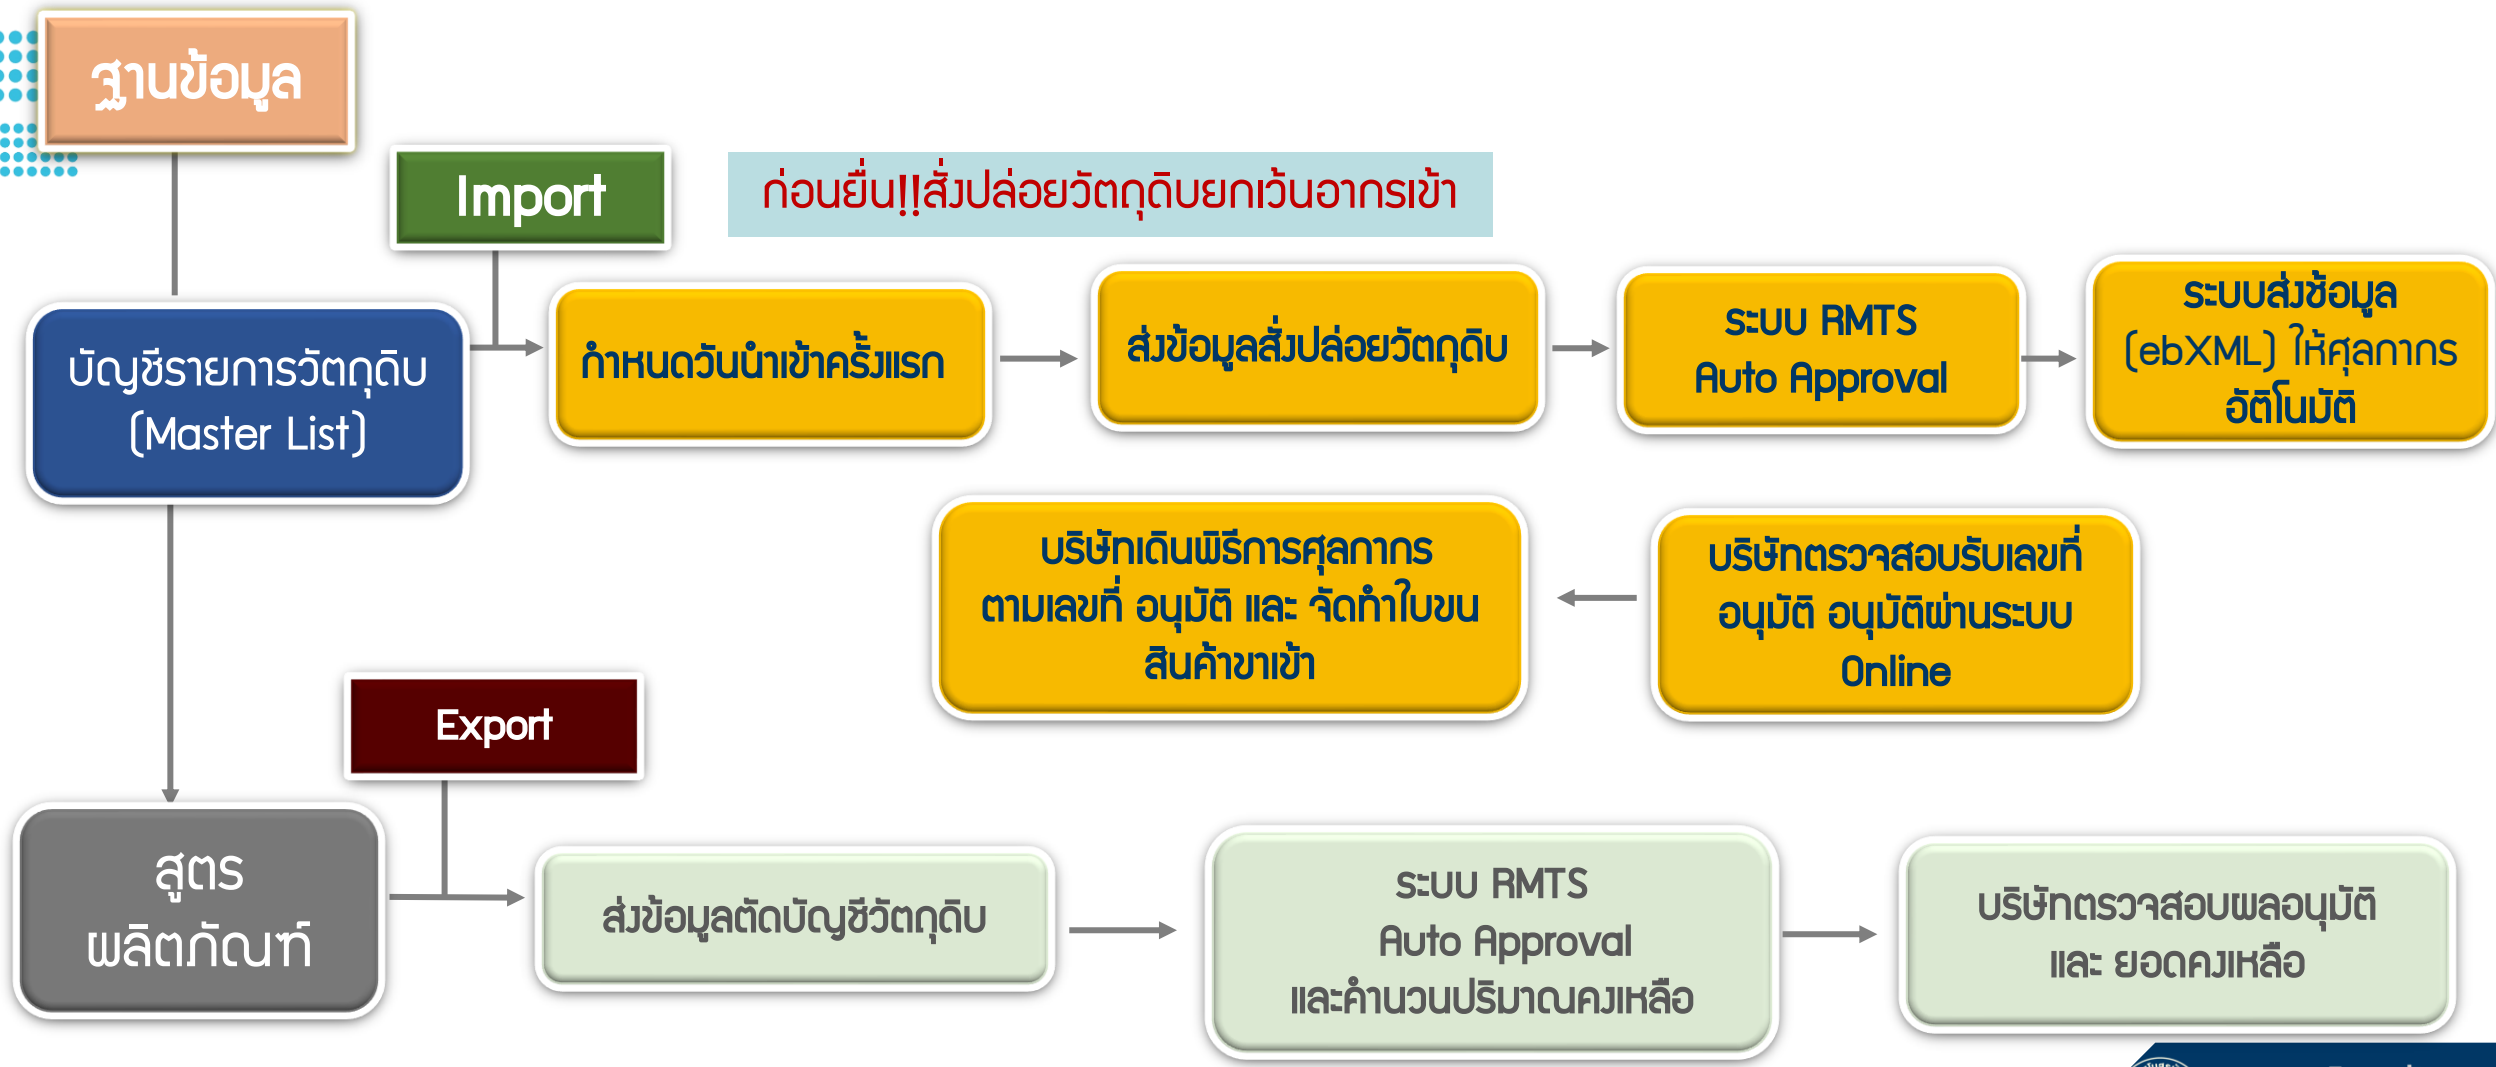 ฐานข้อมูล
Import
ก่อนยื่น!!สั่งปล่อยวัตถุดิบยกเว้นอากรเข้า
บัญชีรายการวัตถุดิบ
(Master List)
กำหนดวันนำเข้าครั้งแรก
ส่งข้อมูลสั่งปล่อยวัตถุดิบ
ระบบ RMTS
Auto Approval
ระบบส่งข้อมูล
(ebXML) ให้ศุลกากร
อัติโนมัติ
บริษัทเดินพิธีการศุลกากร
ตามเลขที่ อนุมัติ และ จัดทำใบขน
สินค้าขาเข้า
บริษัทตรวจสอบรับเลขที่
อนุมัติ อนุมัติผ่านระบบ
Online
Export
สูตร
ผลิตภัณฑ์
ส่งข้อมูลตัดบัญชีวัตถุดิบ
ระบบ RMTS
Auto Approval
และคำนวนปริมาณคงเหลือ
บริษัทตรวจสอบผลอนุมัติ
และ ยอดคงเหลือ